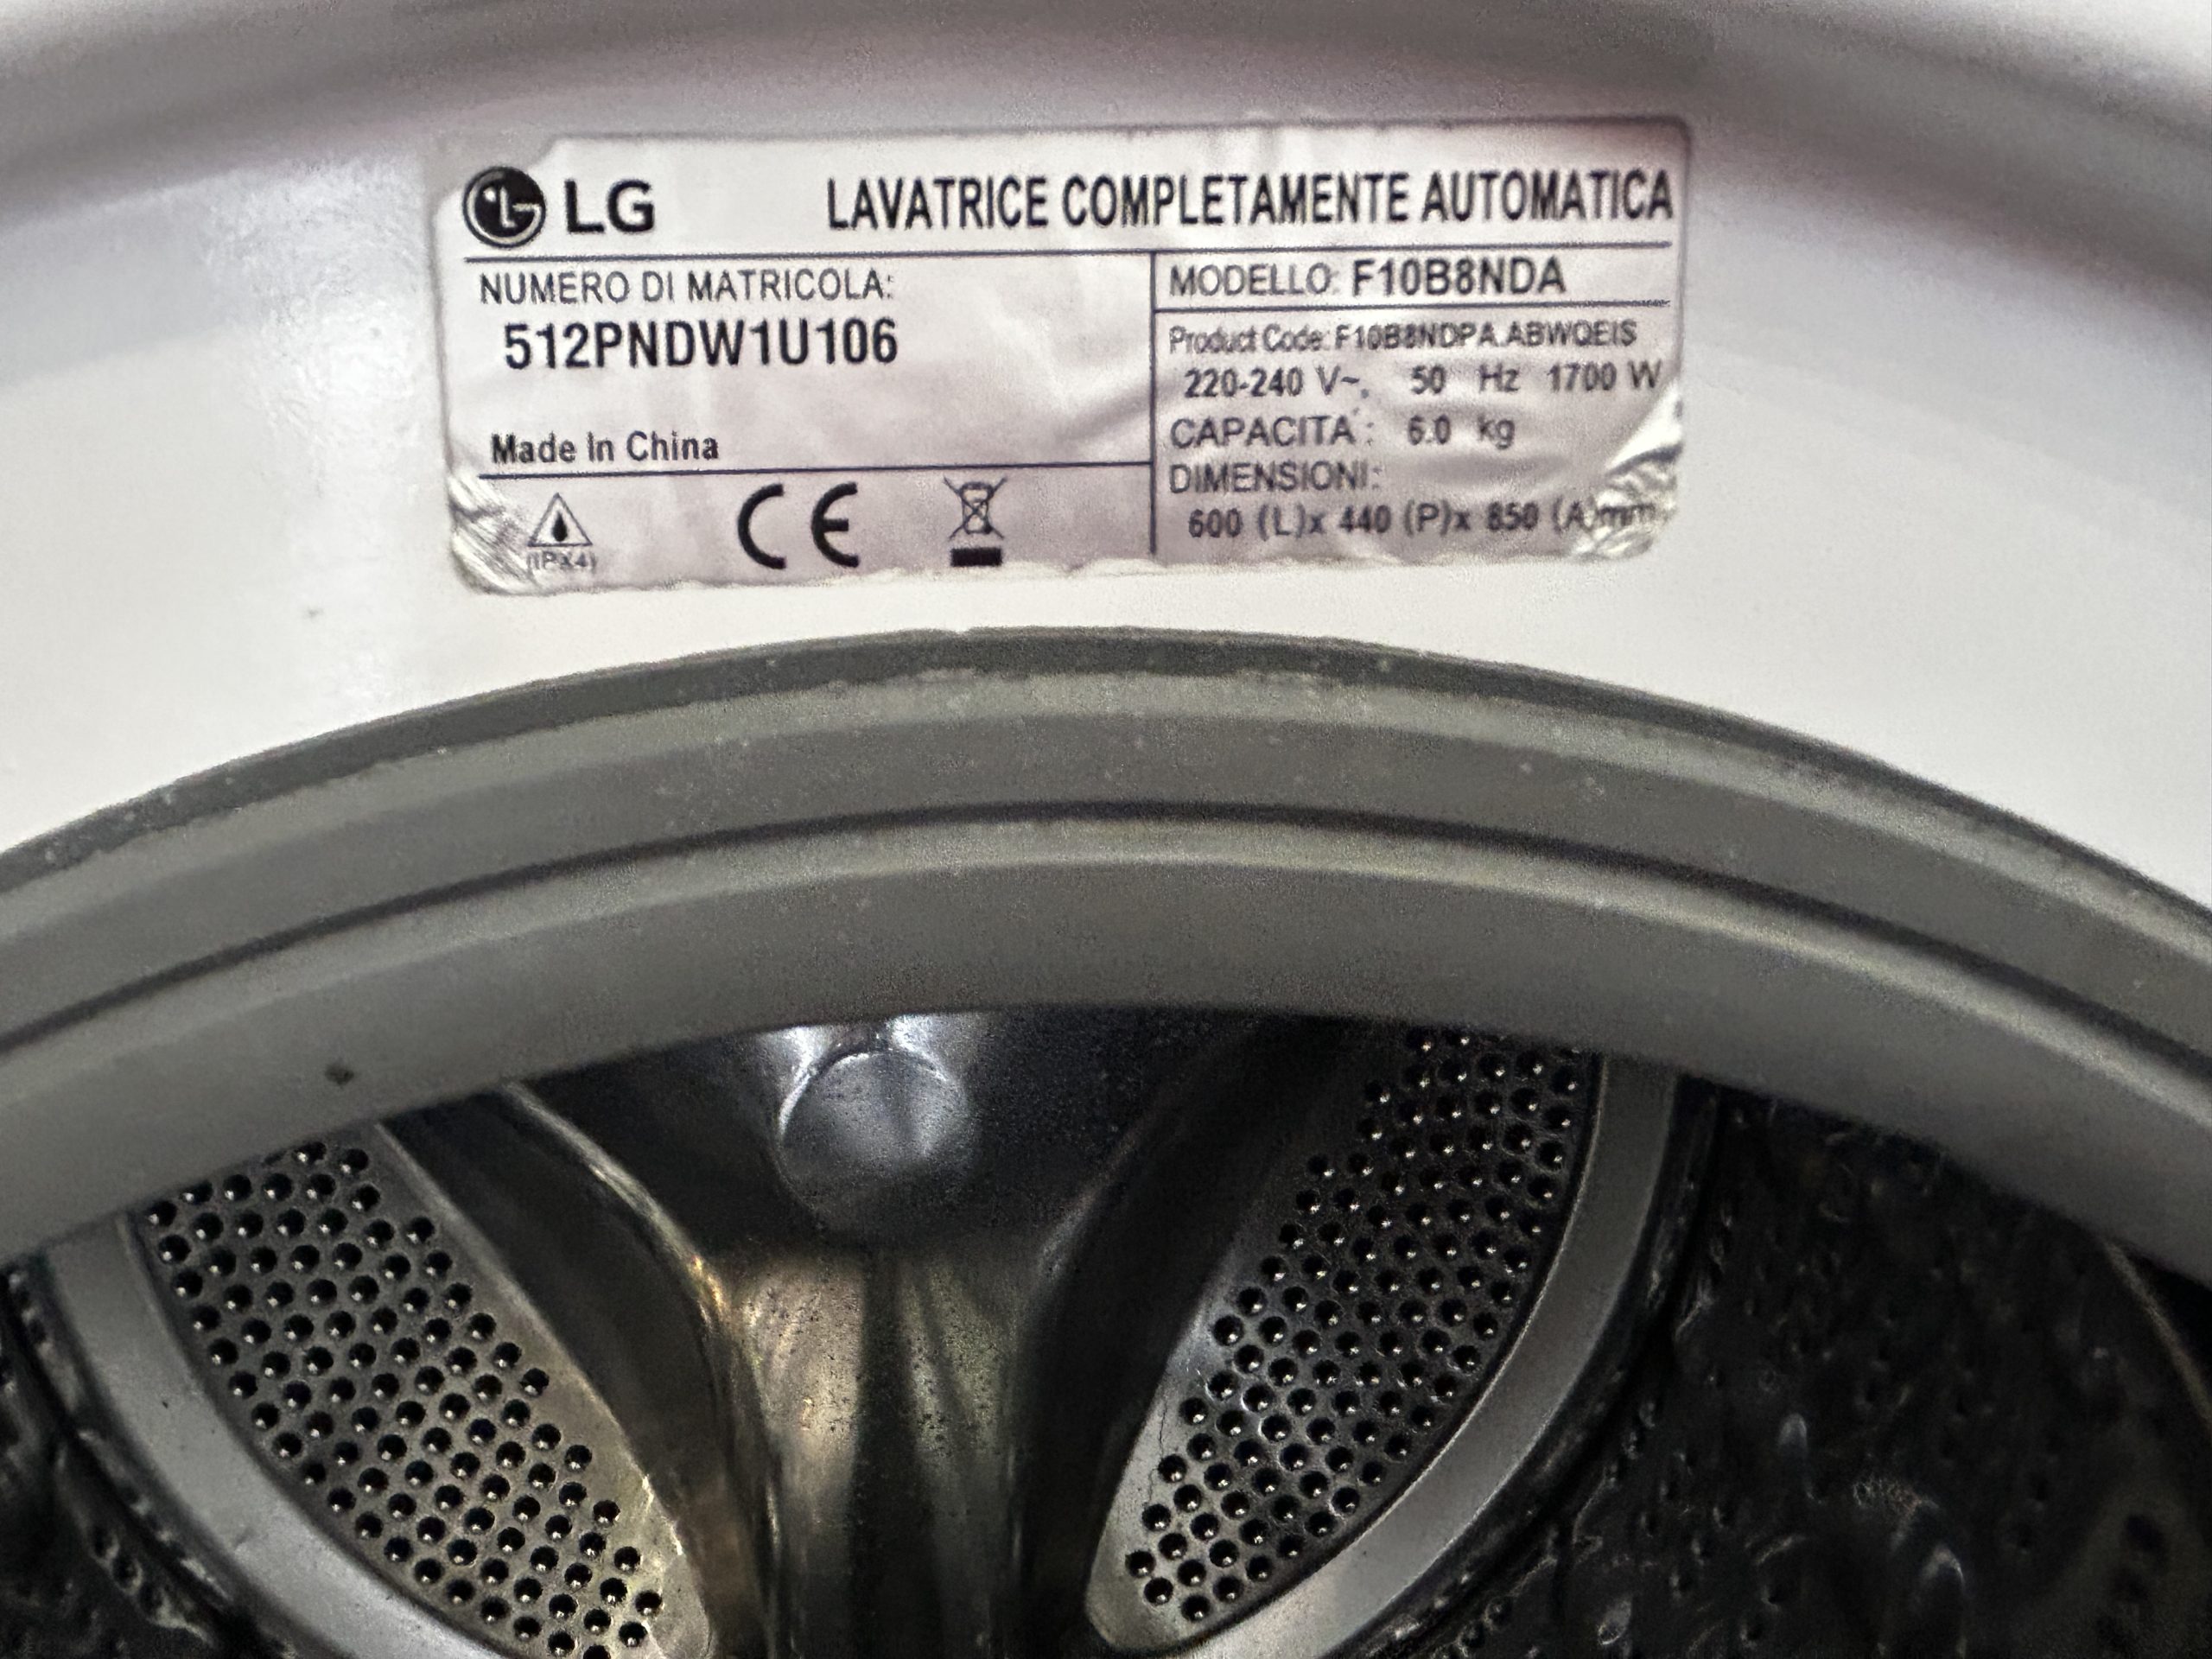 LG LAVATRICE COMPLETAMENTE AUTOMATICA
NUMERO DI MATRICOLA:
512PNDW1U106
Made In China
(IPX4)
CE
MODELLO: F10B8NDA
Product Code: F10B8NDPA.ABWQEIS
220-240 V~, 50 Hz 1700 W
CAPACITA': 6.0 kg
DIMENSIONI:
600 (L)x 440 (P)x 850 (A)mm